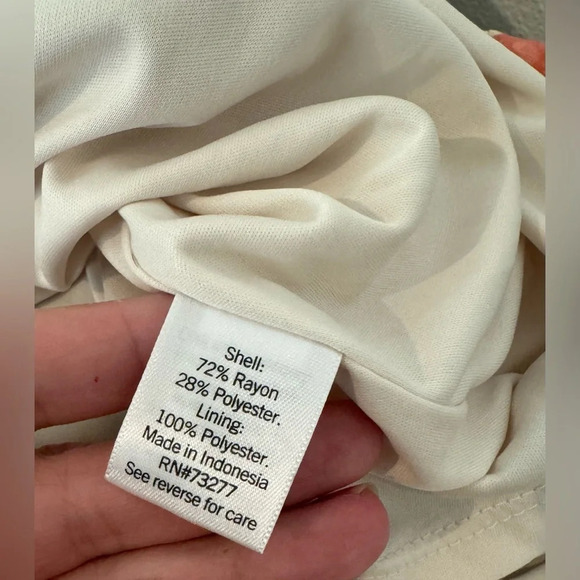 Shell:
72% Rayon
28% Polyester.
Lining:
100% Polyester.
Made in Indonesia
RN#73277
See reverse for care